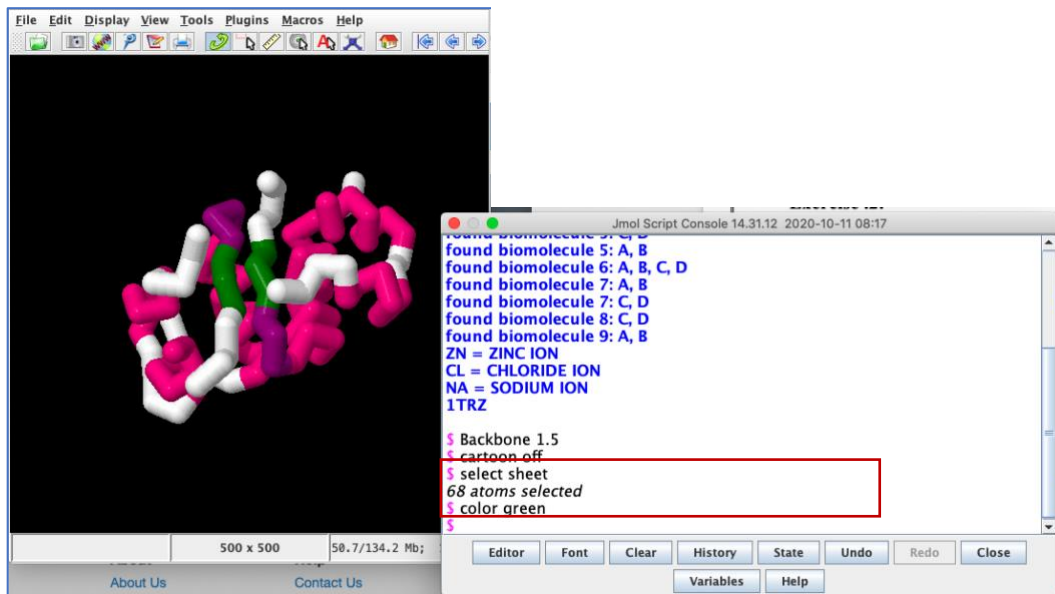 File Edit Display View Tools Plugins Macros Help
Jmol Script Console 14.31.12 2020-10-11 08:17
found biomolecule 5: A, B
found biomolecule 6: A, B, C, D
found biomolecule 7: A, B
found biomolecule 7: C, D
found biomolecule 8: C, D
found biomolecule 9: A, B
ZN = ZINC ION
CL = CHLORIDE ION
NA = SODIUM ION
1TRZ
$ Backbone 1.5
$ cartoon off
$ select sheet
68 atoms selected
$ color green
$
500 x 500 50.7/134.2 Mb;
Editor Font Clear History State Undo Redo Close
Variables Help
About Us Contact Us